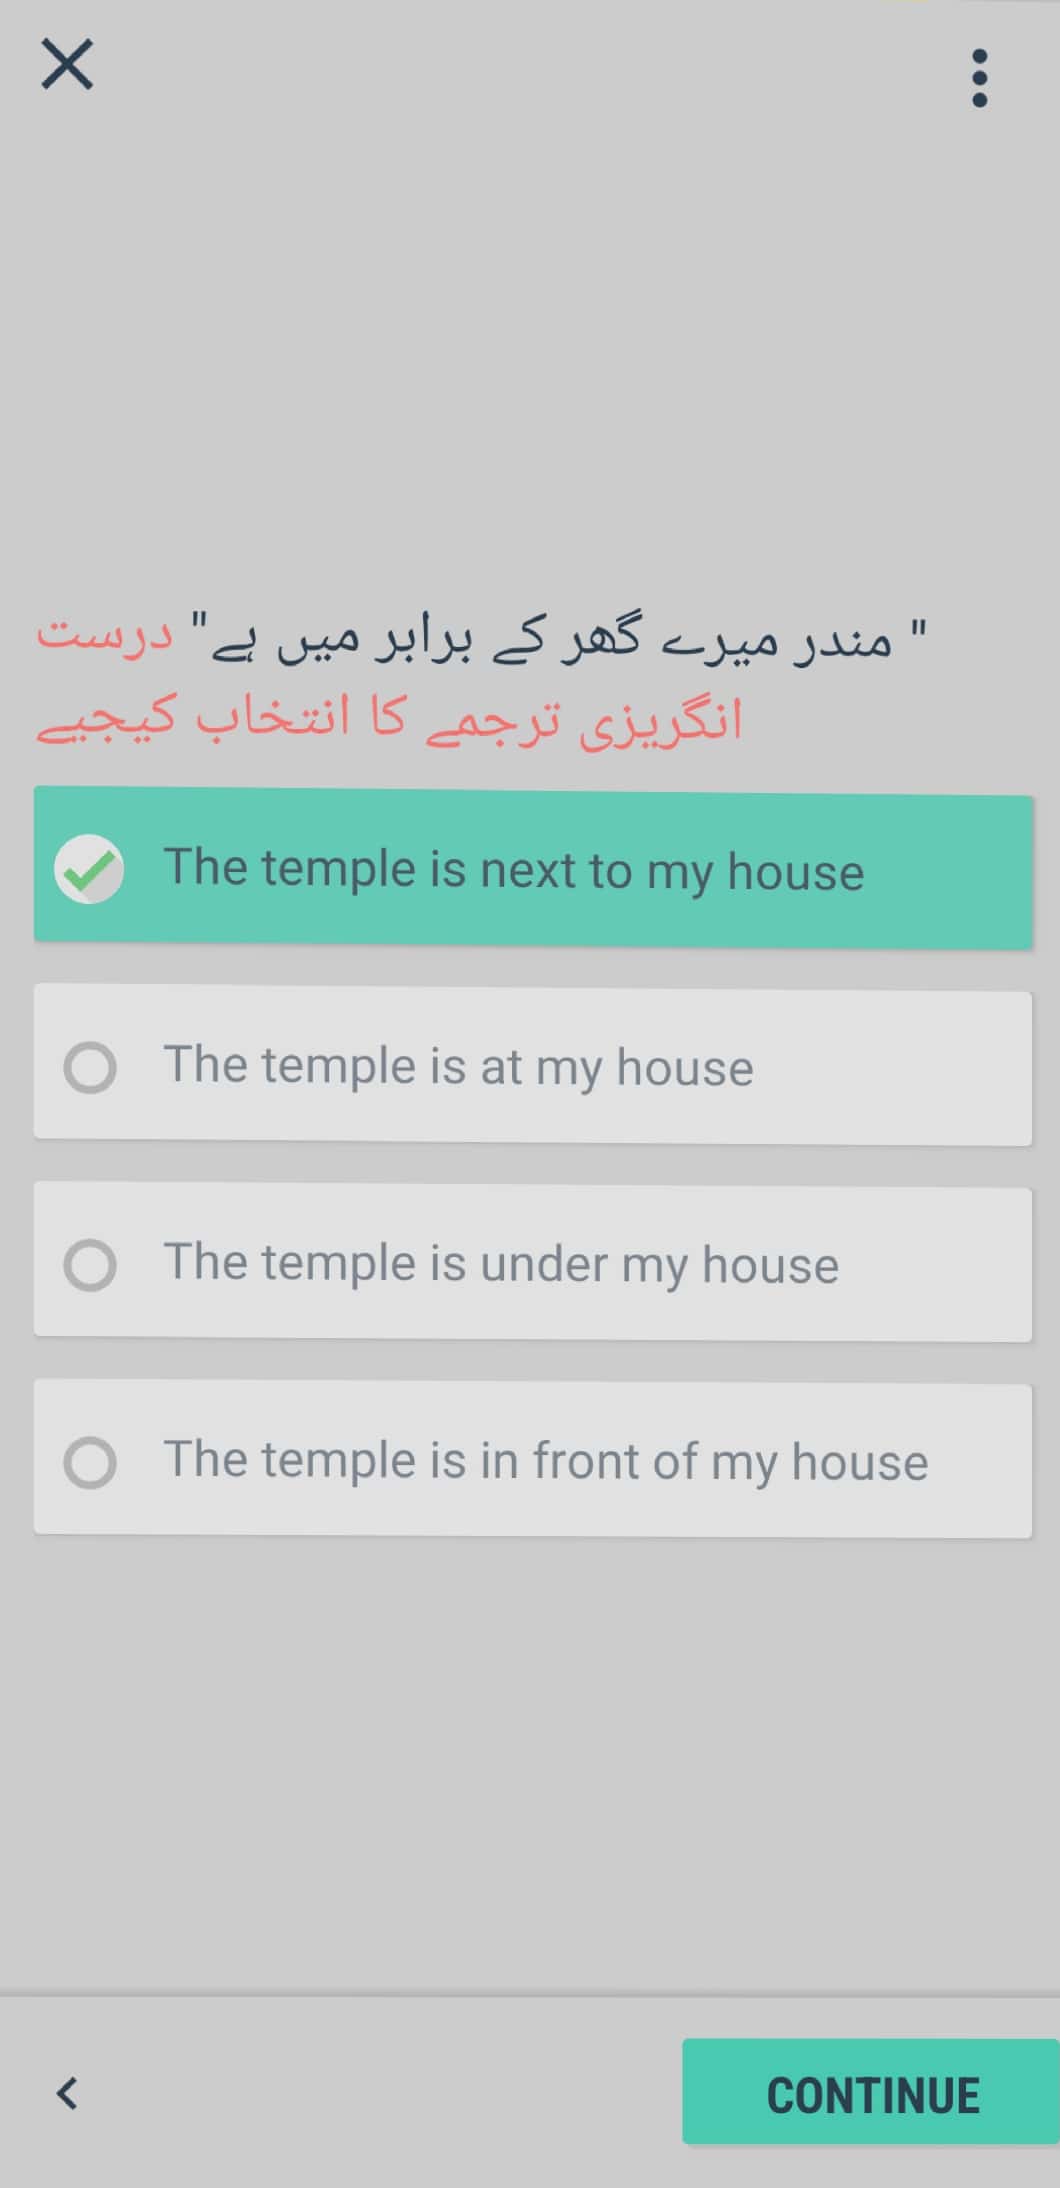 " مندر میرے گھر کے برابر میں ہے" درست
انگریزی ترجمے کا انتخاب کیجیے
The temple is next to my house
The temple is at my house
The temple is under my house
The temple is in front of my house
CONTINUE